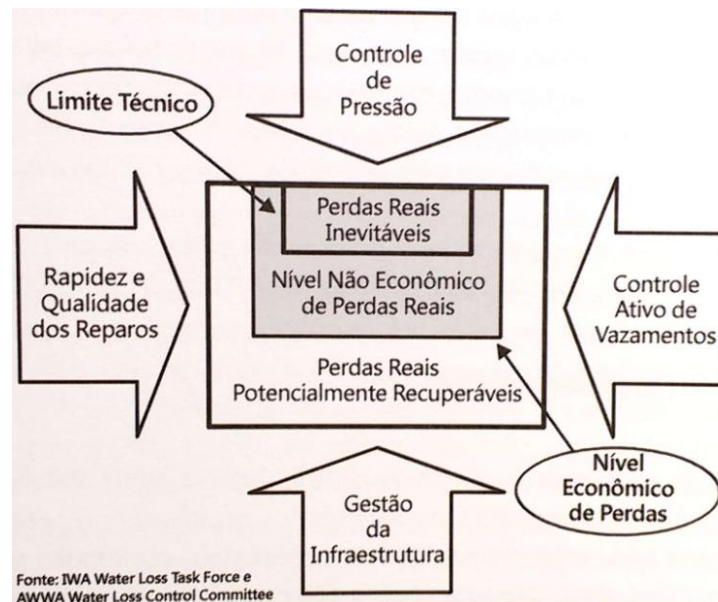 Controle
de
Pressão
Limite Técnico
Perdas Reais
Inevitáveis
Rapidez e
Qualidade
dos Reparos
Nível Não Econômico
de Perdas Reais
Controle
Ativo de
Vazamentos
Perdas Reais
Potencialmente Recuperáveis
Gestão
da
Infraestrutura
Nível
Econômico
de Perdas
Fonte: IWA Water Loss Task Force e
AWWA Water Loss Control Committee